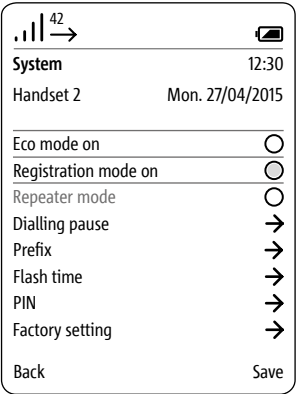 42
System 12:30
Handset 2 Mon. 27/04/2015
Eco mode on
Registration mode on
Repeater mode
Dialling pause
Prefix
Flash time
PIN
Factory setting
Back Save